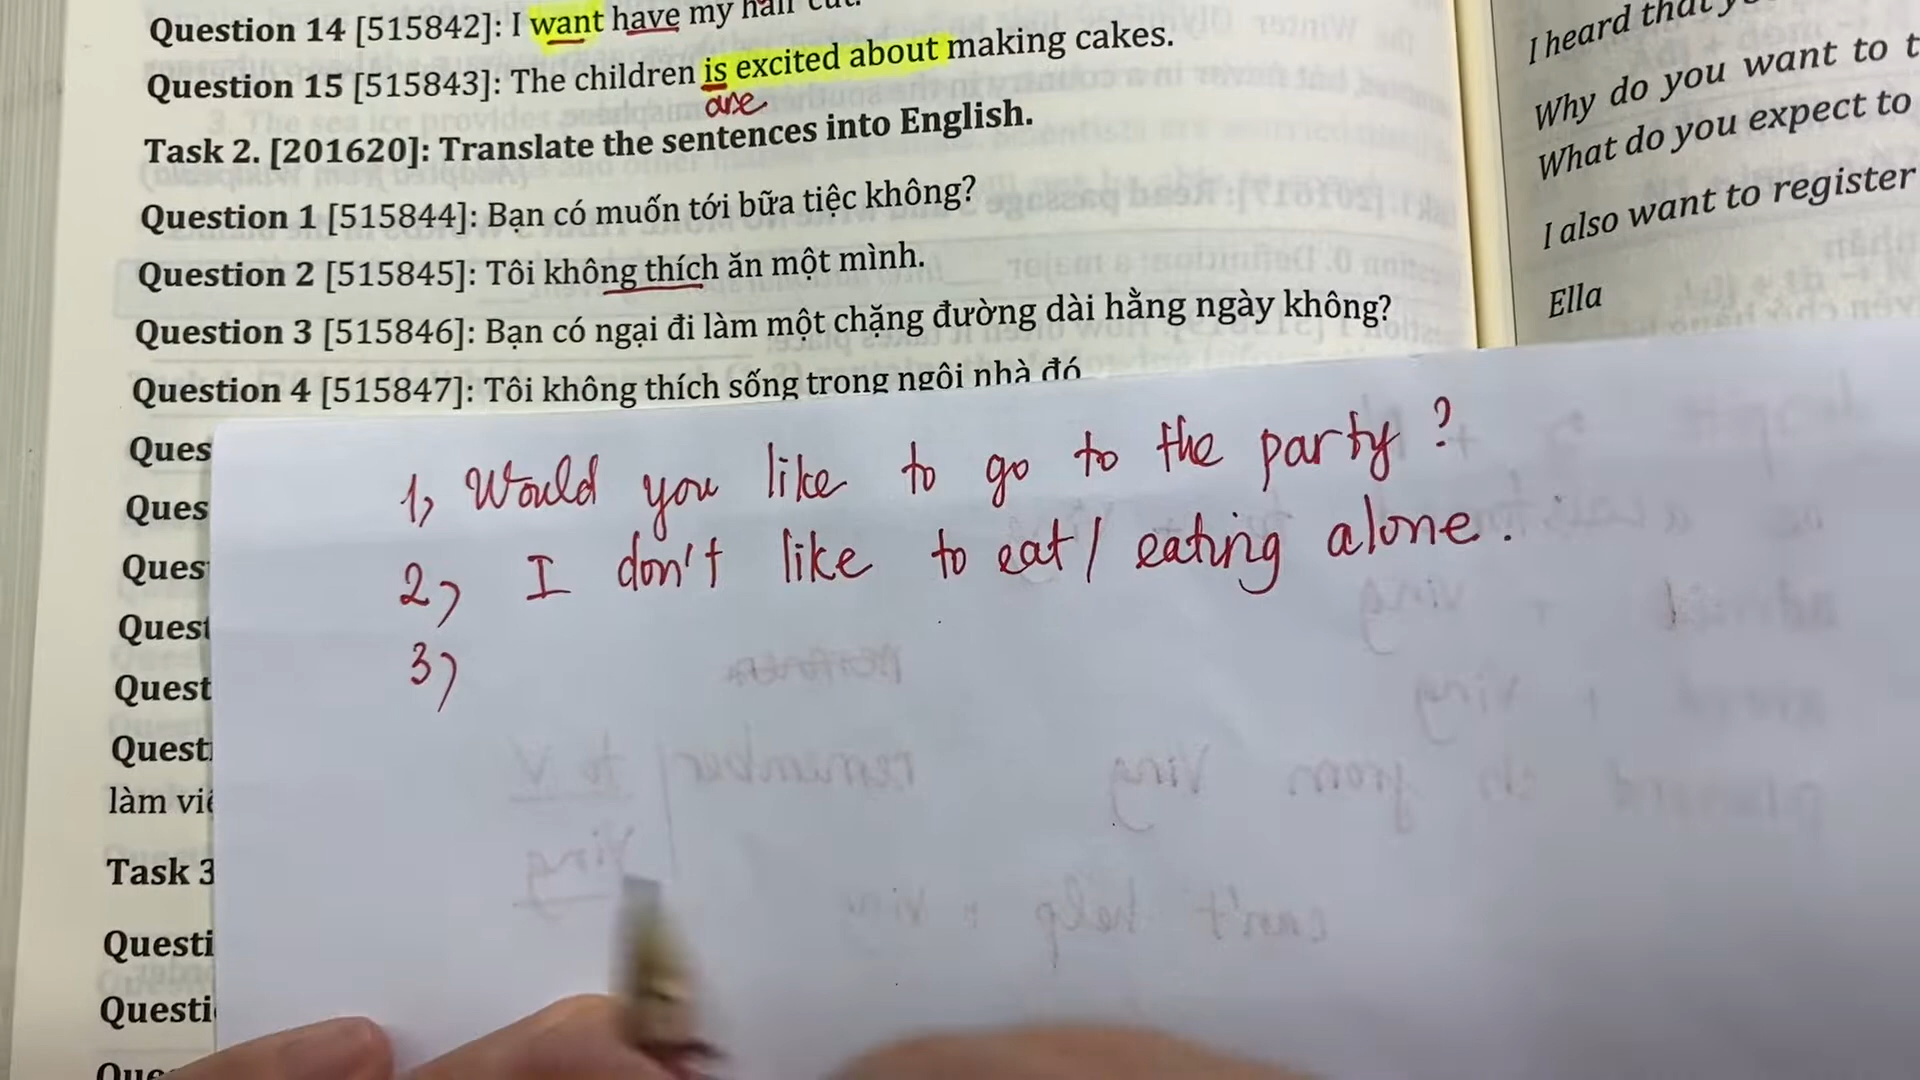 Question 14 [515842]: I want have my hair cut.
Question 15 [515843]: The children is excited about making cakes.
are
Task 2. [201620]: Translate the sentences into English.
Question 1 [515844]: Bạn có muốn tới bữa tiệc không?
Question 2 [515845]: Tôi không thích ăn một mình.
Question 3 [515846]: Bạn có ngại đi làm một chặng đường dài hằng ngày không?
Question 4 [515847]: Tôi không thích sống trong ngôi nhà đó
Ques
Ques
Ques
Quest
Quest
Questi
làm việ
Task 3
Questi
Questi
Que
1, Would you like to go to the party ?
2, I don't like to eat / eating alone.
3,
I heard that
Why do you want to t
What do you expect to
I also want to register
Ella